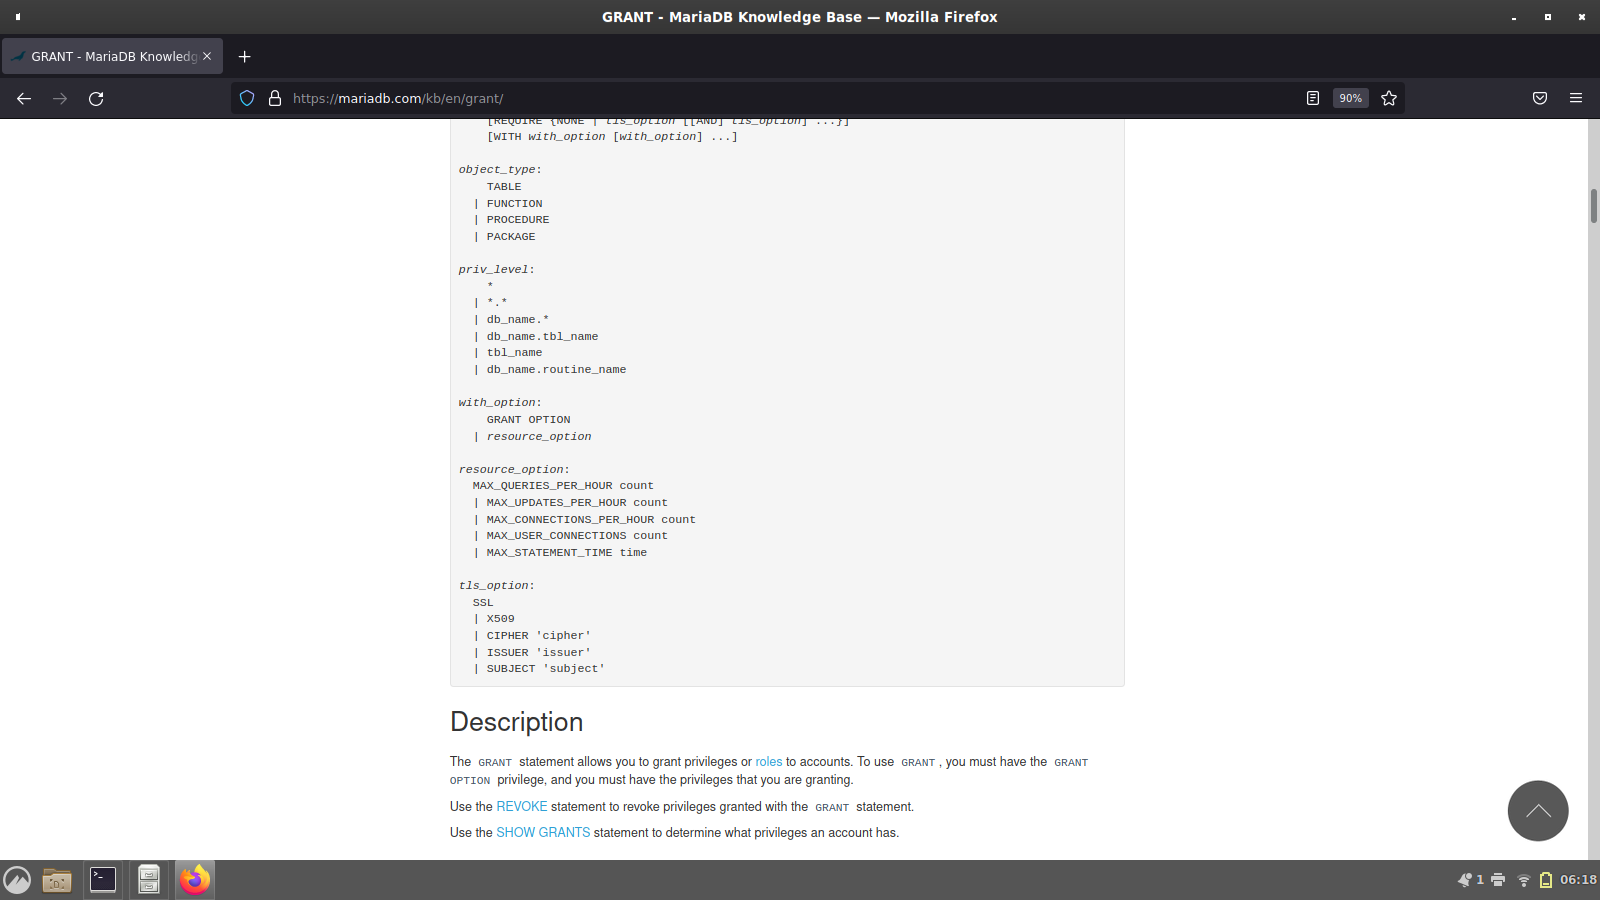 GRANT - MariaDB Knowledge Base — Mozilla Firefox
GRANT - MariaDB Knowledg
https://mariadb.com/kb/en/grant/
90%
[REQUIRE {NONE | tls_option [[AND] tls_option] ...}]
[WITH with_option [with_option] ...]
object_type:
TABLE
| FUNCTION
| PROCEDURE
| PACKAGE
priv_level:
*
| *.*
| db_name.*
| db_name.tbl_name
| tbl_name
| db_name.routine_name
with_option:
GRANT OPTION
| resource_option
resource_option:
MAX_QUERIES_PER_HOUR count
| MAX_UPDATES_PER_HOUR count
| MAX_CONNECTIONS_PER_HOUR count
| MAX_USER_CONNECTIONS count
| MAX_STATEMENT_TIME time
tls_option:
SSL
| X509
| CIPHER 'cipher'
| ISSUER 'issuer'
| SUBJECT 'subject'
Description
The GRANT statement allows you to grant privileges or roles to accounts. To use GRANT, you must have the GRANT
OPTION privilege, and you must have the privileges that you are granting.
Use the REVOKE statement to revoke privileges granted with the GRANT statement.
Use the SHOW GRANTS statement to determine what privileges an account has.
1
06:18